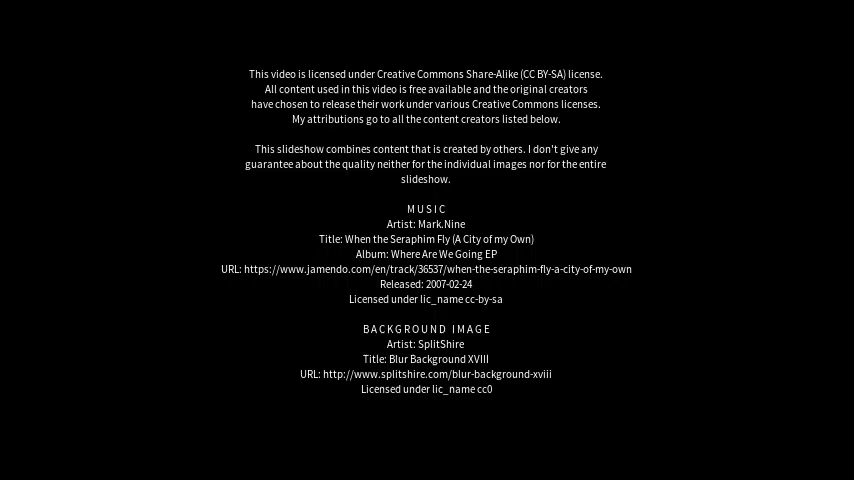 This video is licensed under Creative Commons Share-Alike (CC BY-SA) license.
All content used in this video is free available and the original creators
have chosen to release their work under various Creative Commons licenses.
My attributions go to all the content creators listed below.
This slideshow combines content that is created by others. I don't give any
guarantee about the quality neither for the individual images nor for the entire
slideshow.
M U S I C
Artist: Mark.Nine
Title: When the Seraphim Fly (A City of my Own)
Album: Where Are We Going EP
URL: https://www.jamendo.com/en/track/36537/when-the-seraphim-fly-a-city-of-my-own
Released: 2007-02-24
Licensed under lic_name cc-by-sa
B A C K G R O U N D   I M A G E
Artist: SplitShire
Title: Blur Background XVIII
URL: http://www.splitshire.com/blur-background-xviii
Licensed under lic_name cc0